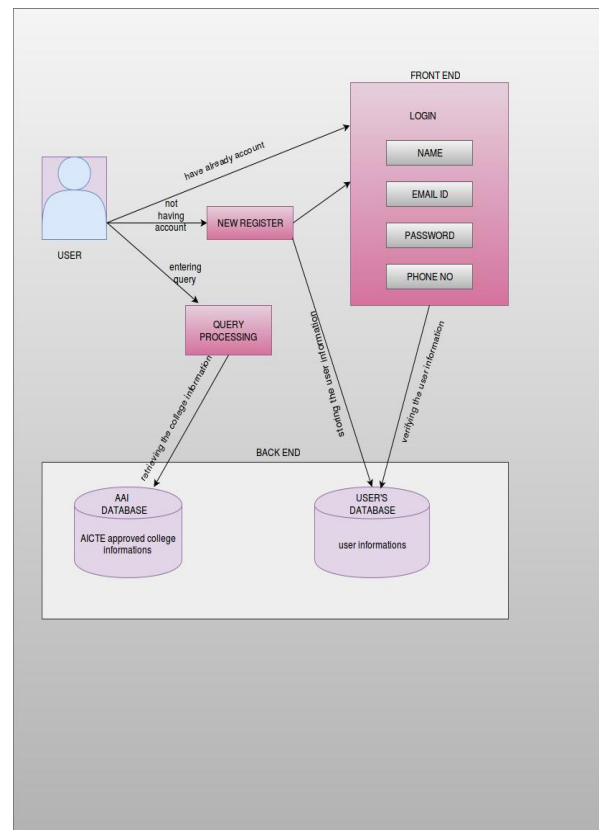 FRONT END
LOGIN
NAME
EMAIL ID
PASSWORD
PHONE NO
have already account
USER
not
having
account
NEW REGISTER
entering
query
QUERY
PROCESSING
storing the user information
verifying the user information
retrieving the college information
BACK END
AAI
DATABASE
AICTE approved college
informations
USER'S
DATABASE
user informations